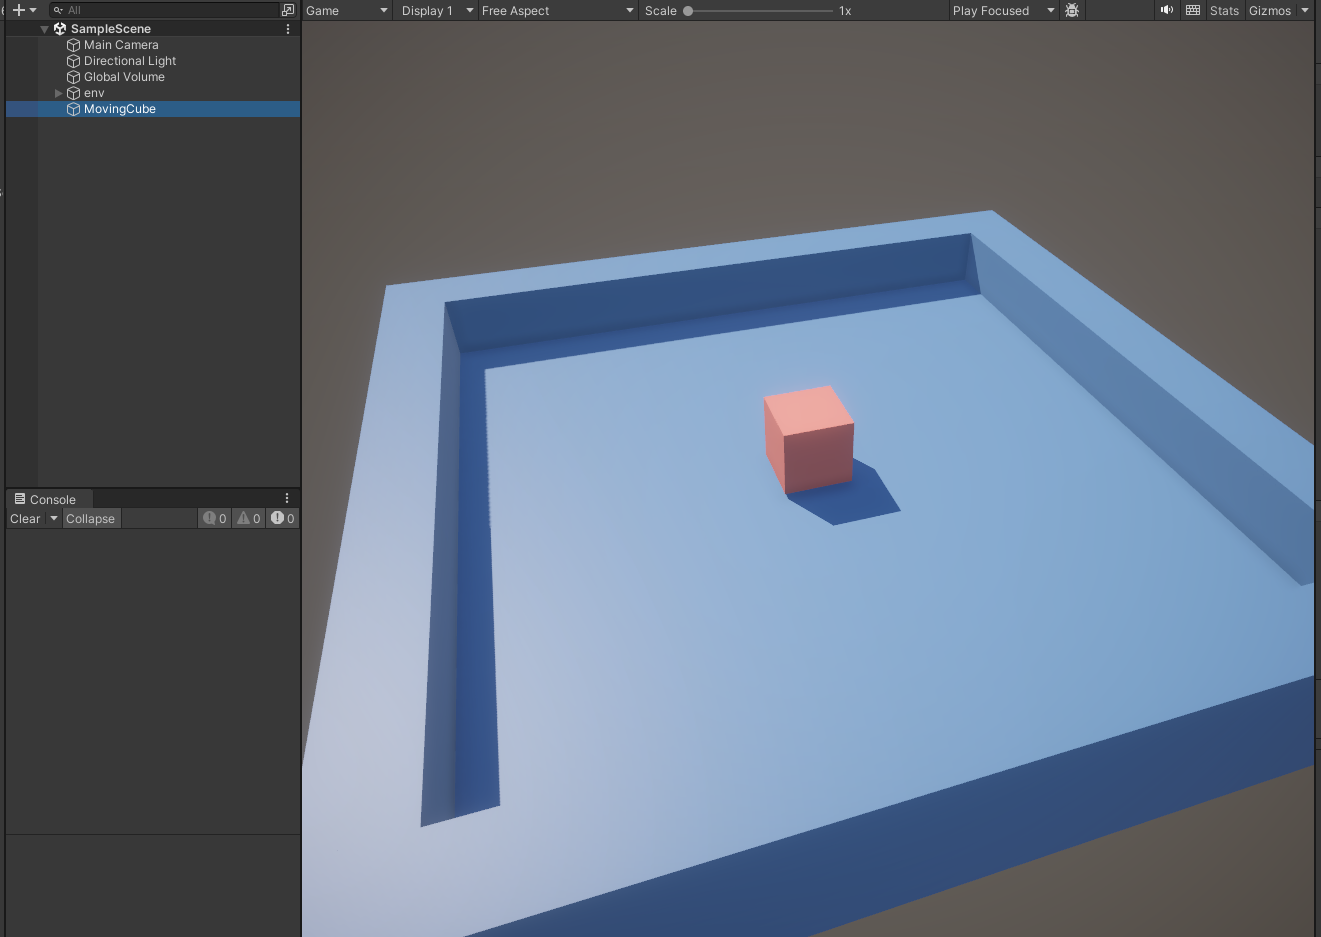 All
Game Display 1 Free Aspect Scale 1x Play Focused Stats Gizmos
SampleScene
Main Camera
Directional Light
Global Volume
env
MovingCube
Console
Clear Collapse 0 0 0